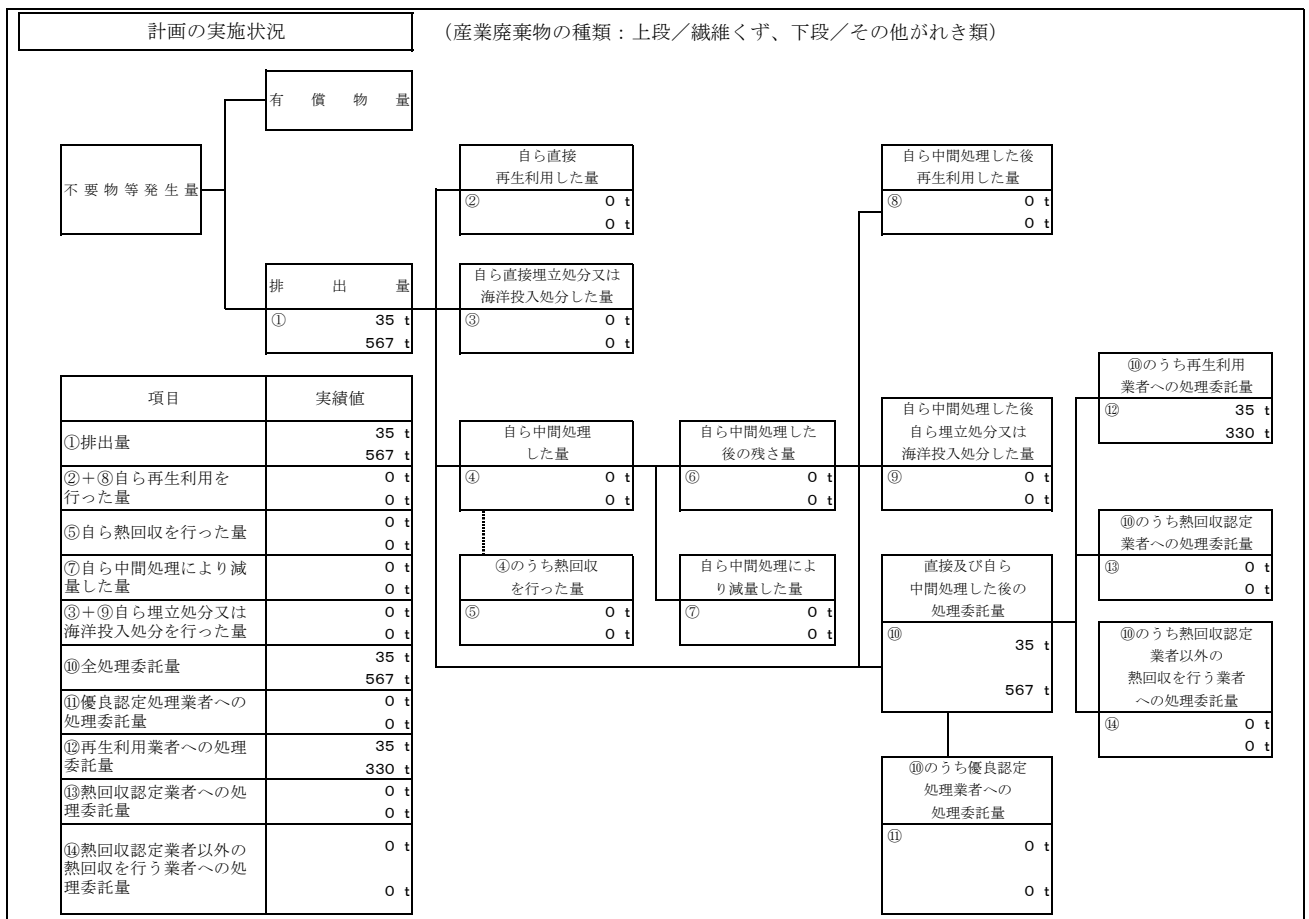 計画の実施状況
（産業廃棄物の種類：上段／繊維くず、下段／その他がれき類）
有償物量
不要物等発生量
自ら直接
再生利用した量
② 0 t
0 t
自ら中間処理した後
再生利用した量
⑧ 0 t
0 t
排出量
① 35 t
567 t
自ら直接埋立処分又は
海洋投入処分した量
③ 0 t
0 t
項目 実績値
①排出量
35 t
567 t
②＋⑧自ら再生利用を
行った量
0 t
0 t
⑤自ら熱回収を行った量
0 t
0 t
⑦自ら中間処理により減
量した量
0 t
0 t
③＋⑨自ら埋立処分又は
海洋投入処分を行った量
0 t
0 t
⑩全処理委託量
35 t
567 t
⑪優良認定処理業者への
処理委託量
0 t
0 t
⑫再生利用業者への処理
委託量
35 t
330 t
⑬熱回収認定業者への処
理委託量
0 t
0 t
⑭熱回収認定業者以外の
熱回収を行う業者への処
理委託量
0 t
0 t
自ら中間処理
した量
④ 0 t
0 t
④のうち熱回収
を行った量
⑤ 0 t
0 t
自ら中間処理した
後の残さ量
⑥ 0 t
0 t
自ら中間処理によ
り減量した量
⑦ 0 t
0 t
自ら中間処理した後
自ら埋立処分又は
海洋投入処分した量
⑨ 0 t
0 t
直接及び自ら
中間処理した後の
処理委託量
⑩
35 t
567 t
⑩のうち優良認定
処理業者への
処理委託量
⑪
0 t
0 t
⑩のうち再生利用
業者への処理委託量
⑫ 35 t
330 t
⑩のうち熱回収認定
業者への処理委託量
⑬ 0 t
0 t
⑩のうち熱回収認定
業者以外の
熱回収を行う業者
への処理委託量
⑭ 0 t
0 t